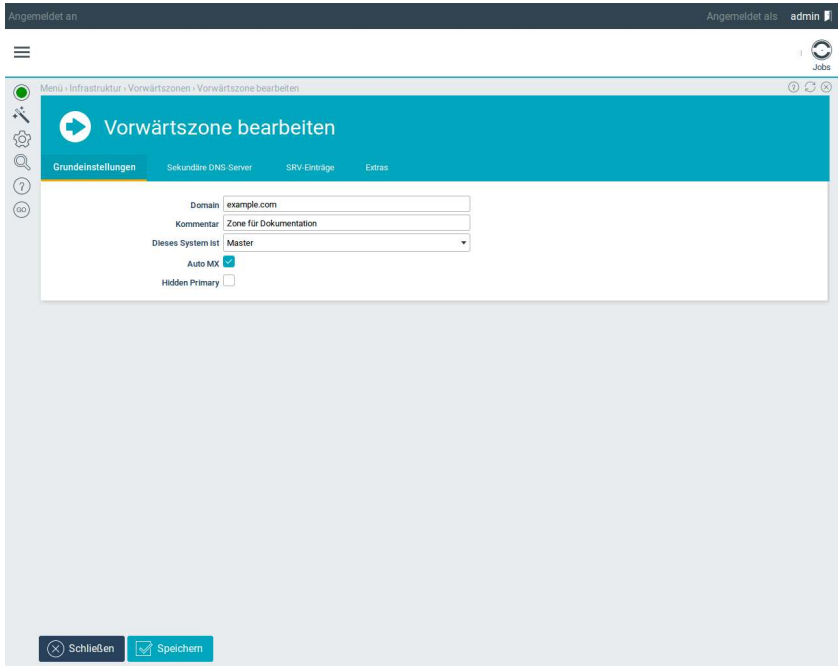 Angemeldet an
Angemeldet als admin
Jobs
Menü › Infrastruktur › Vorwärtszonen › Vorwärtszone bearbeiten
Vorwärtszone bearbeiten
Grundeinstellungen Sekundäre DNS-Server SRV-Einträge Extras
Domain example.com
Kommentar Zone für Dokumentation
Dieses System ist Master
Auto MX
Hidden Primary
GO
Schließen Speichern